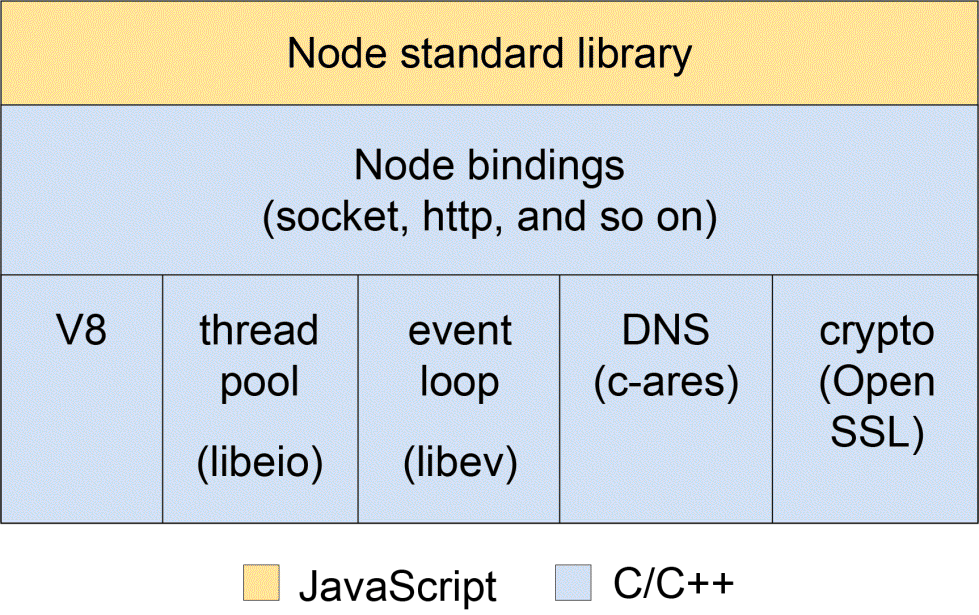 Node standard library
Node bindings
(socket, http, and so on)
V8
thread
pool
(libeio)
event
loop
(libev)
DNS
(c-ares)
crypto
(Open
SSL)
JavaScript
C/C++